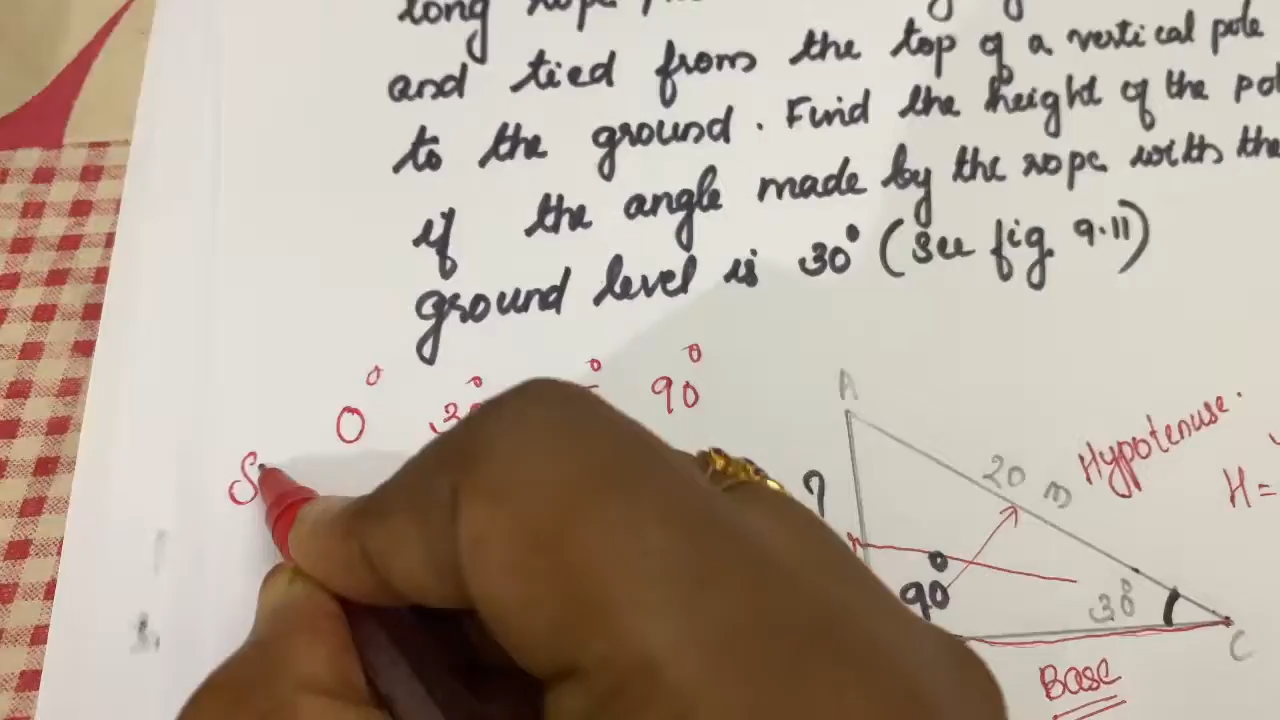 long rope
and tied from the top of a vertical pole
to the ground. Find the height of the
if the angle made by the rope with the
ground level is 30° (See fig. 9.11)
0° 90°
S
A
?
20 m
Hypotenuse.
H=
90°
30°
C
Base